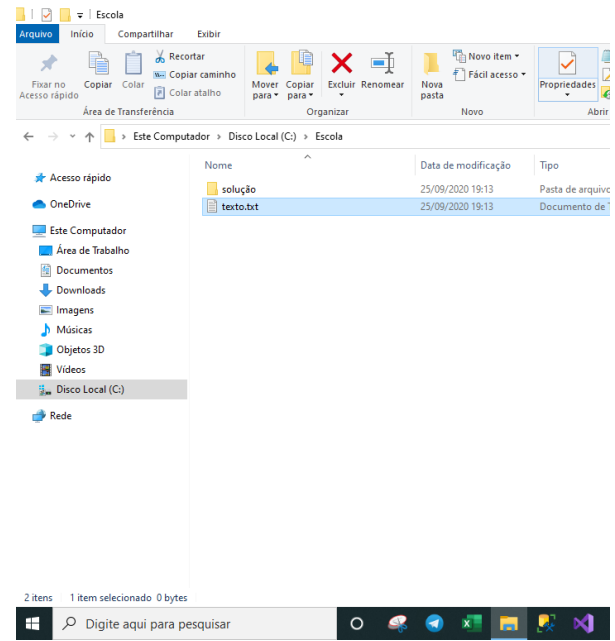 Escola
Arquivo Início Compartilhar Exibir
Fixar no Acesso rápido
Copiar
Colar
Recortar
Copiar caminho
Colar atalho
Área de Transferência
Mover para
Copiar para
Excluir
Renomear
Organizar
Nova pasta
Novo item
Fácil acesso
Novo
Propriedades
Abrir
Este Computador > Disco Local (C:) > Escola
Nome Data de modificação Tipo
solução 25/09/2020 19:13 Pasta de arquivo
texto.txt 25/09/2020 19:13 Documento de
Acesso rápido
OneDrive
Este Computador
Área de Trabalho
Documentos
Downloads
Imagens
Músicas
Objetos 3D
Vídeos
Disco Local (C:)
Rede
2 itens 1 item selecionado 0 bytes
Digite aqui para pesquisar